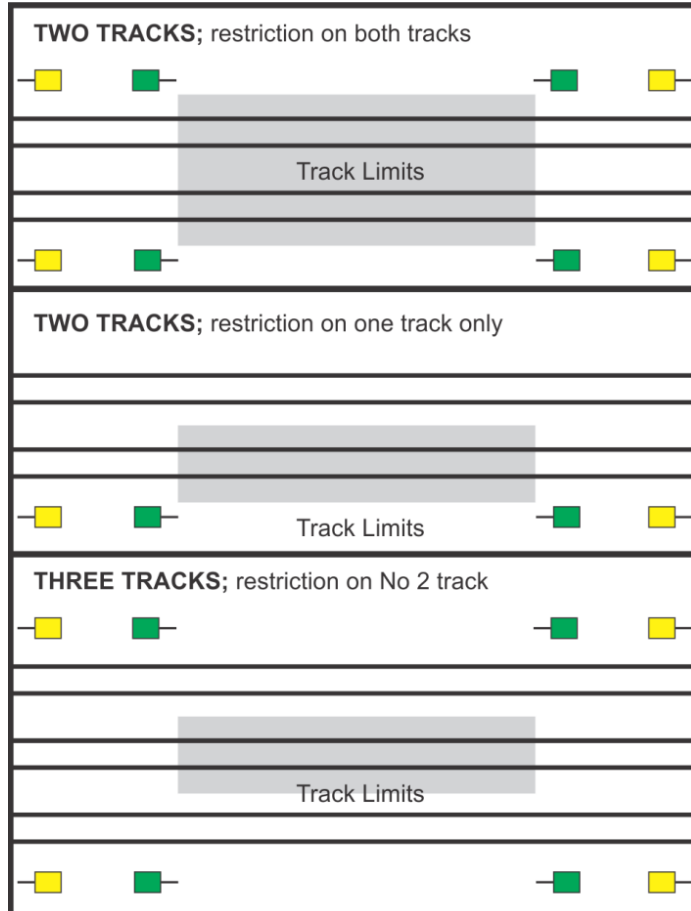 TWO TRACKS; restriction on both tracks
Track Limits
TWO TRACKS; restriction on one track only
Track Limits
THREE TRACKS; restriction on No 2 track
Track Limits